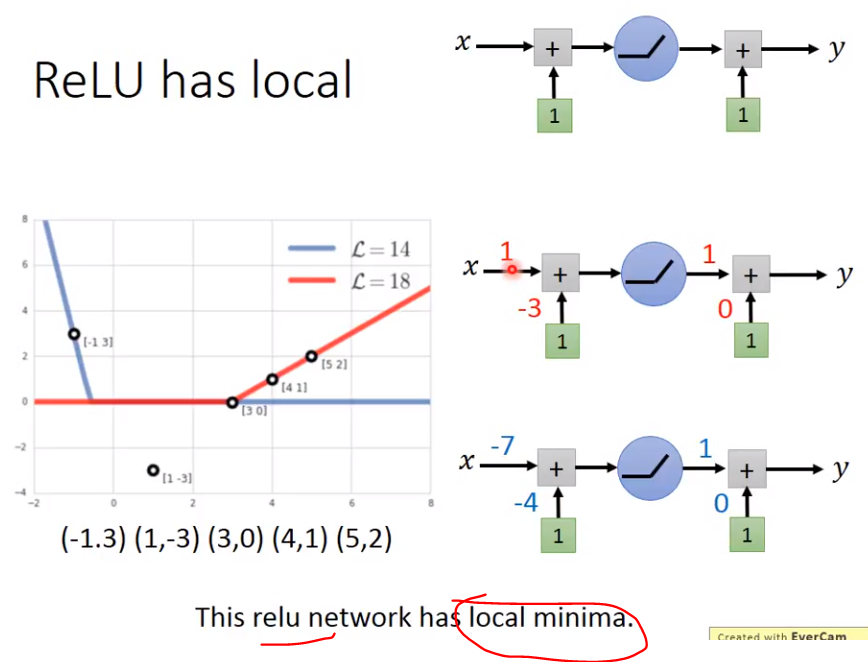 ReLU has local
x + + y
1 1
8
6
4
2
0
−2
−4
−2 0 2 4 6 8
ℒ = 14
ℒ = 18
[-1 3]
[5 2]
[4 1]
[3 0]
[1 -3]
(-1.3) (1,-3) (3,0) (4,1) (5,2)
1 1
x + + y
-3 0
1 1
-7 1
x + + y
-4 0
1 1
This relu network has local minima.
Created with EverCam